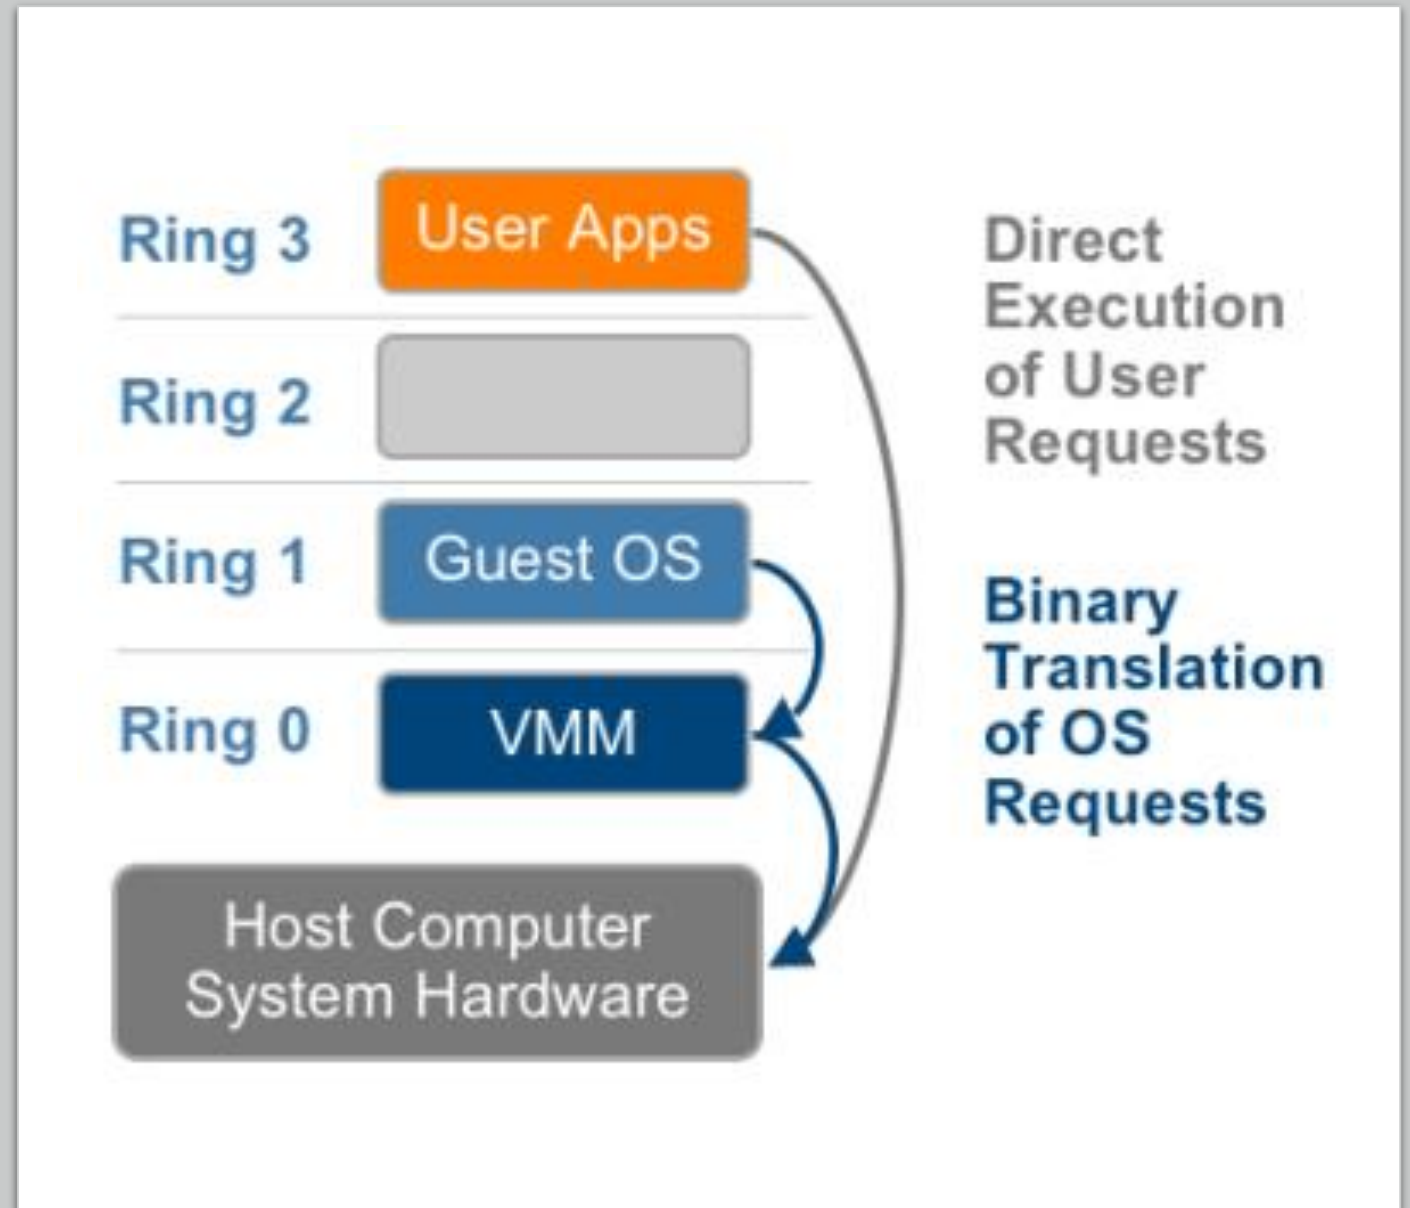 Ring 3
User Apps
Ring 2
Ring 1
Guest OS
Ring 0
VMM
Host Computer
System Hardware
Direct
Execution
of User
Requests
Binary
Translation
of OS
Requests